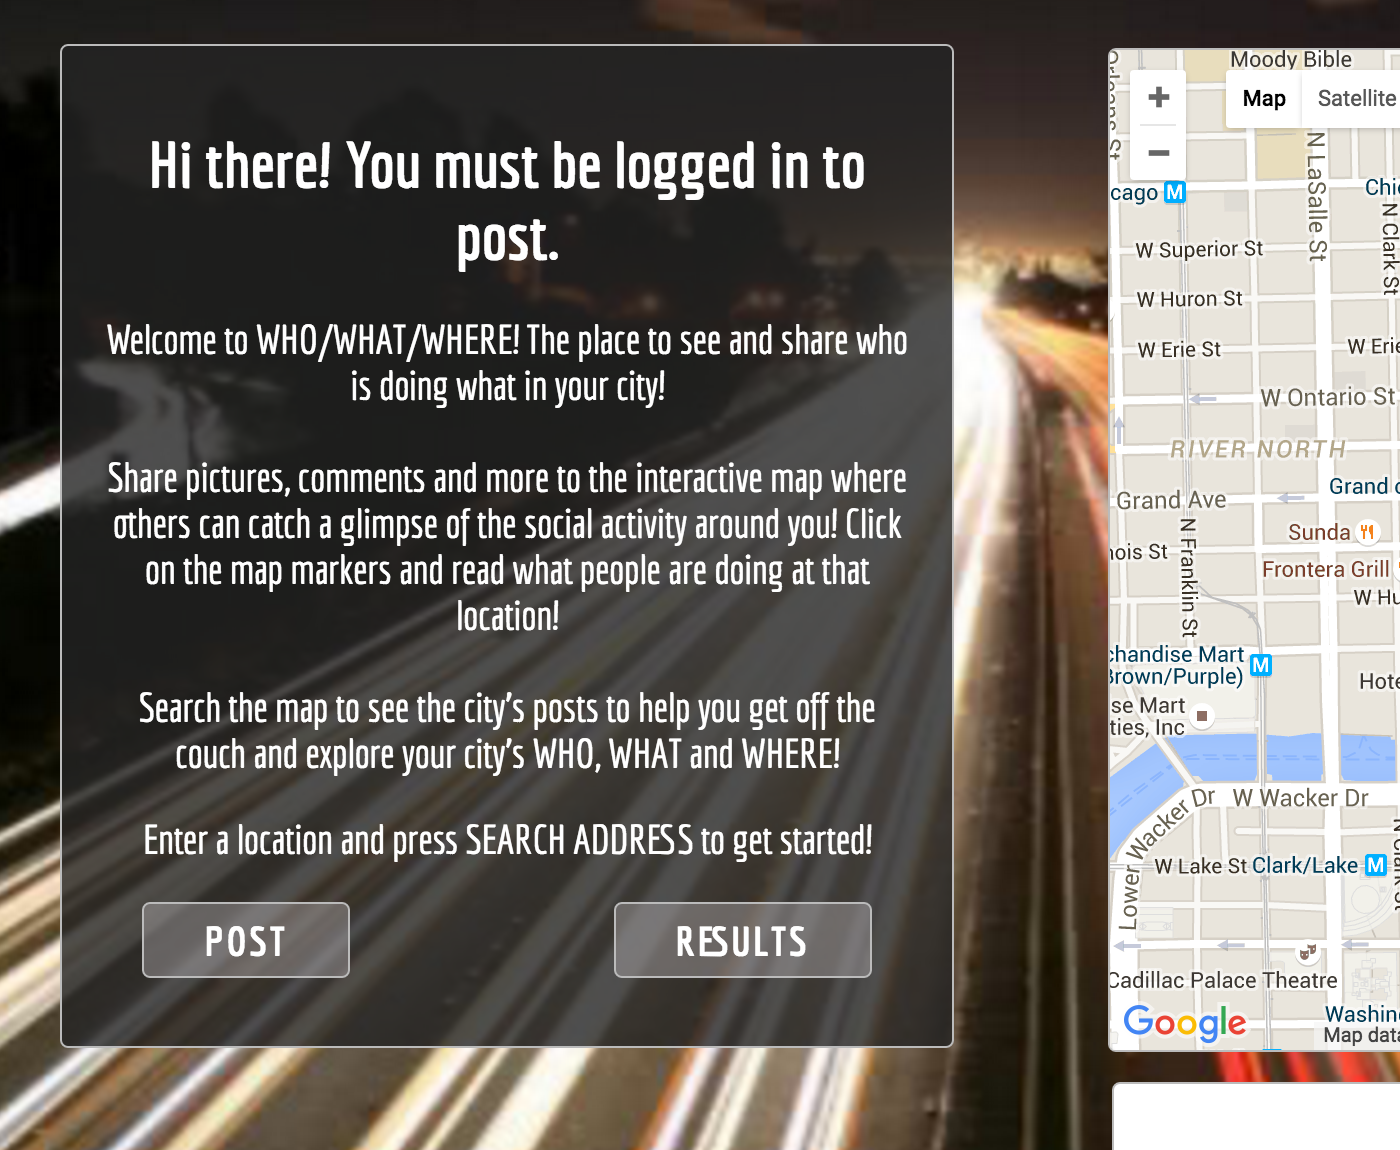 Hi there! You must be logged in to
post.
Welcome to WHO/WHAT/WHERE! The place to see and share who
is doing what in your city!
Share pictures, comments and more to the interactive map where
others can catch a glimpse of the social activity around you! Click
on the map markers and read what people are doing at that
location!
Search the map to see the city's posts to help you get off the
couch and explore your city's WHO, WHAT and WHERE!
Enter a location and press SEARCH ADDRESS to get started!
POST
RESULTS
Moody Bible
+
Map
Satellite
−
N LaSalle St
cago M
N Clark St
W Superior St
W Huron St
W Erie St
W Erie
W Ontario St
RIVER NORTH
Grand Ave
Grand
Sunda
N Franklin St
nois St
Frontera Grill
W Hu
chandise Mart
Brown/Purple) M
Hote
se Mart
ties, Inc
Lower Wacker Dr
W Wacker Dr
W Lake St
Clark/Lake M
Cadillac Palace Theatre
Google
Washin
Map data